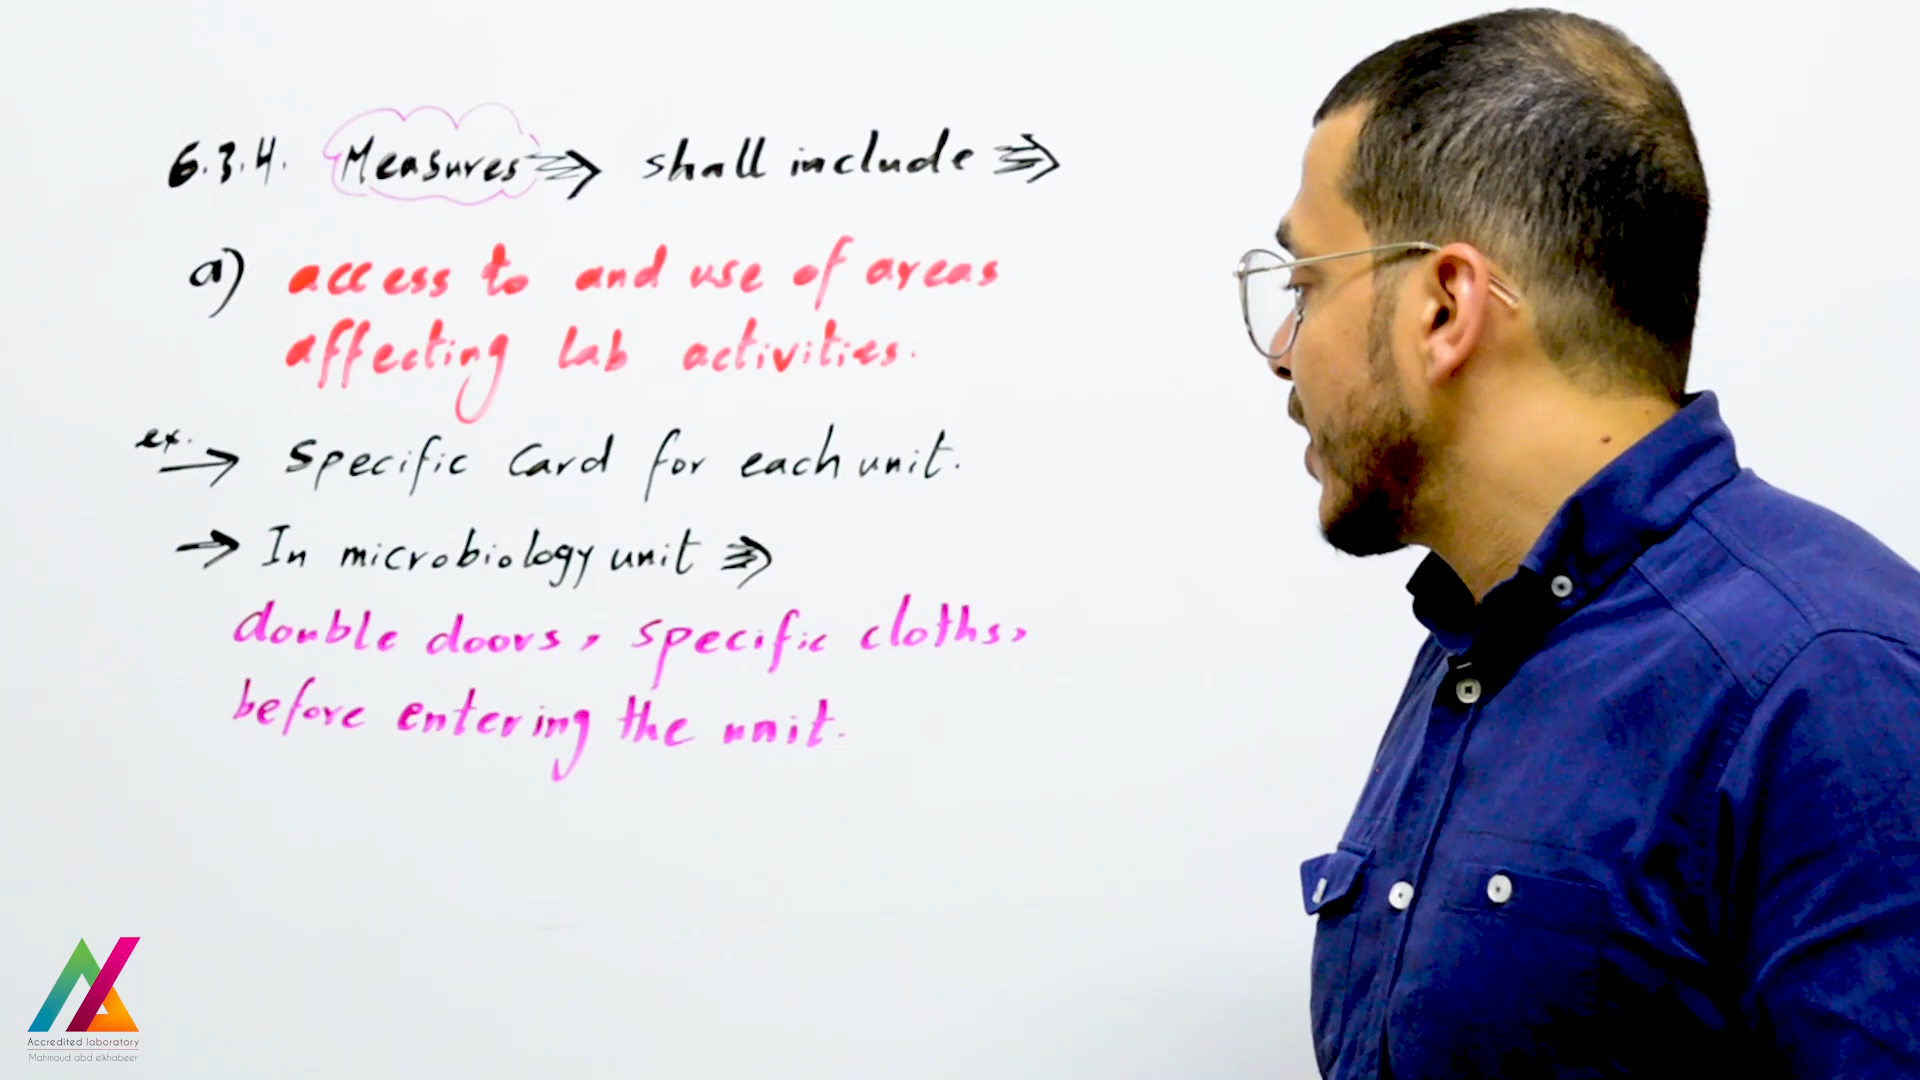 6.3.4. Measures shall include
a) access to and use of areas
affecting lab activities.
ex. → Specific Card for each unit.
→ In microbiology unit
double doors, specific cloths,
before entering the unit.
Accredited laboratory
Mahmoud abd elkhabeer